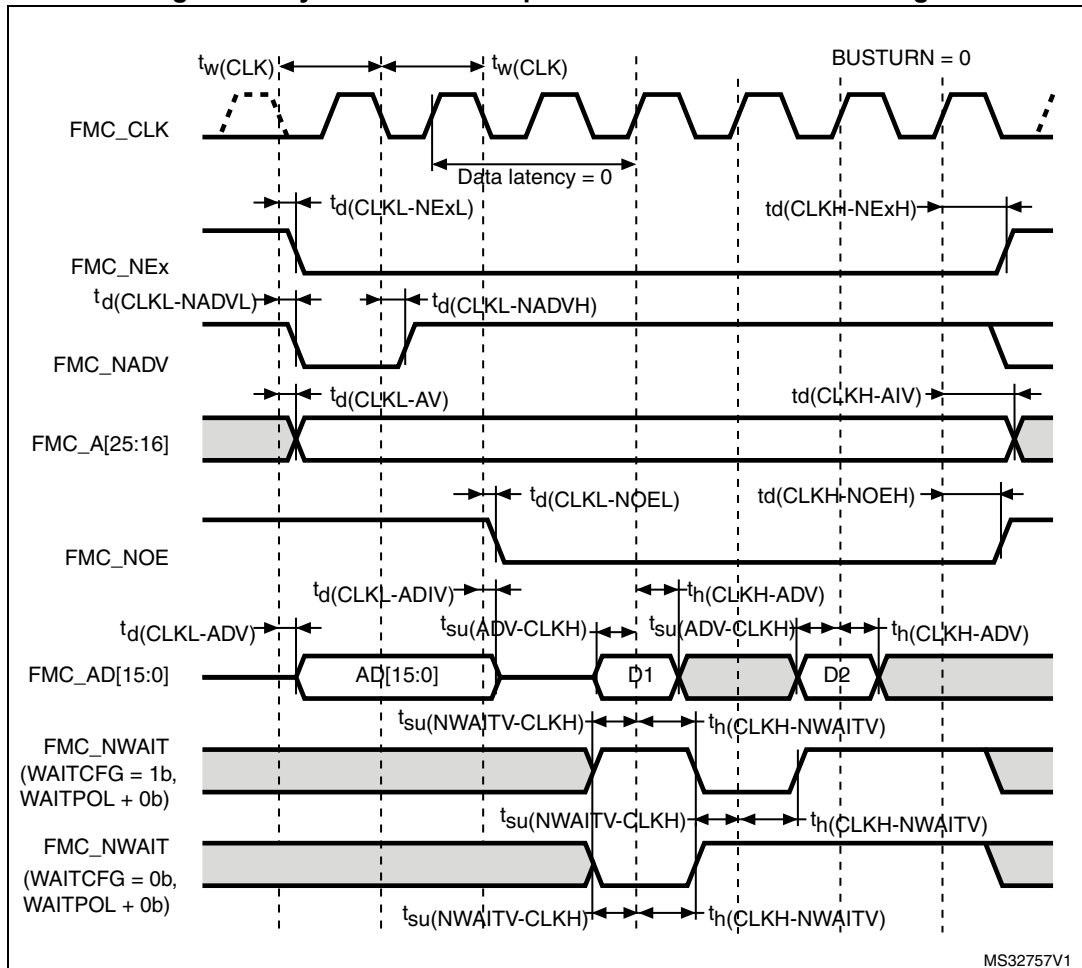 BUSTURN = 0
tw(CLK) tw(CLK)
FMC_CLK
Data latency = 0
td(CLKL-NExL) td(CLKH-NExH)
FMC_NEx
td(CLKL-NADVL) td(CLKL-NADVH)
FMC_NADV
td(CLKL-AV) td(CLKH-AIV)
FMC_A[25:16]
td(CLKL-NOEL) td(CLKH-NOEH)
FMC_NOE
td(CLKL-ADIV) th(CLKH-ADV)
td(CLKL-ADV) tsu(ADV-CLKH) tsu(ADV-CLKH) th(CLKH-ADV)
FMC_AD[15:0] AD[15:0] D1 D2
tsu(NWAITV-CLKH) th(CLKH-NWAITV)
FMC_NWAIT
(WAITCFG = 1b,
WAITPOL + 0b)
tsu(NWAITV-CLKH) th(CLKH-NWAITV)
FMC_NWAIT
(WAITCFG = 0b,
WAITPOL + 0b)
tsu(NWAITV-CLKH) th(CLKH-NWAITV)
MS32757V1